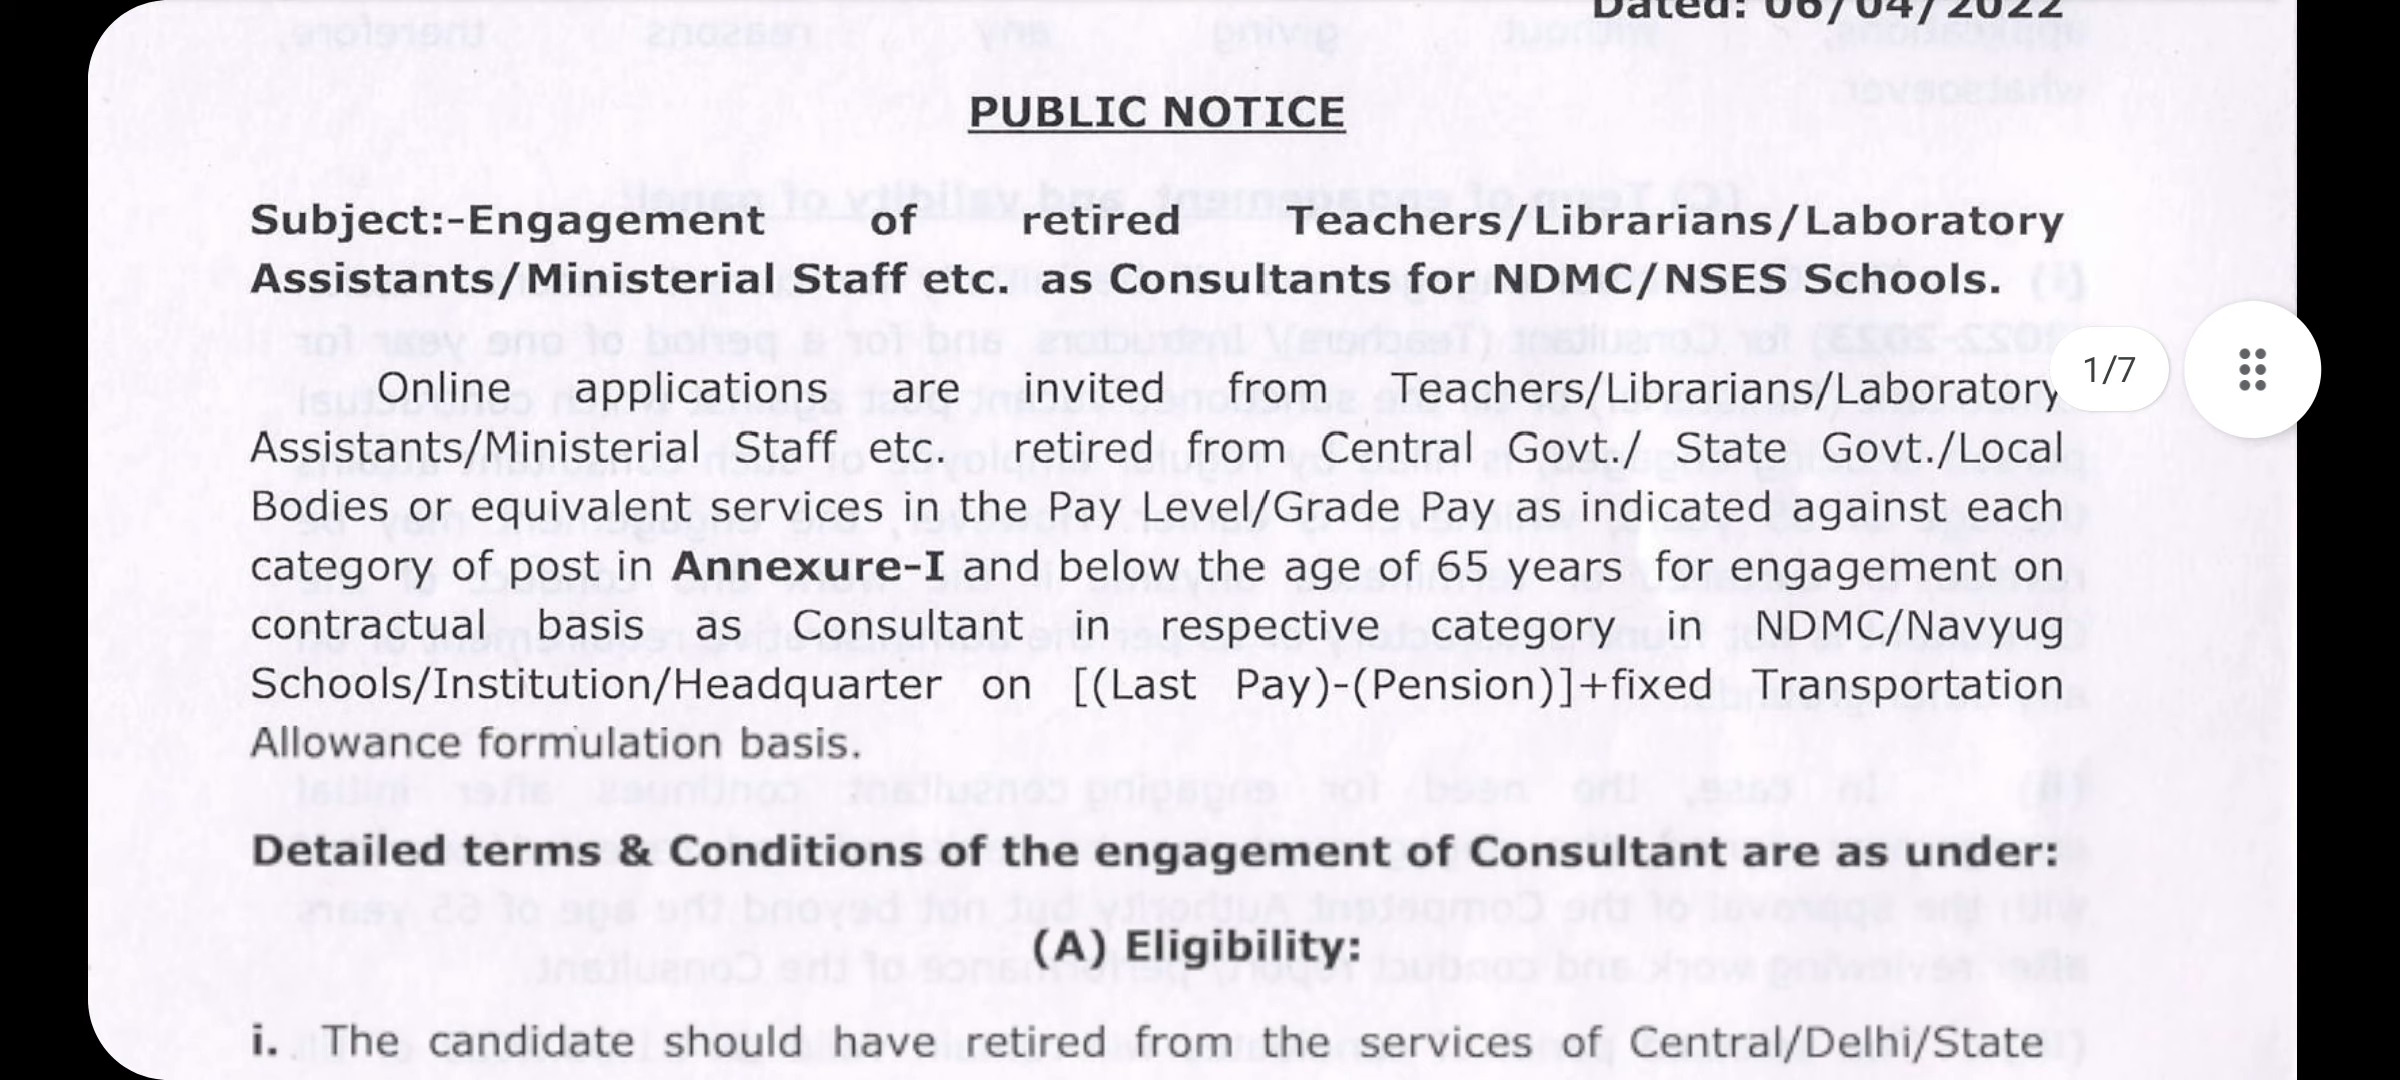 Dated: 06/04/2022
PUBLIC NOTICE
Subject:-Engagement of retired Teachers/Librarians/Laboratory
Assistants/Ministerial Staff etc. as Consultants for NDMC/NSES Schools.
1/7
Online applications are invited from Teachers/Librarians/Laboratory
Assistants/Ministerial Staff etc. retired from Central Govt./ State Govt./Local
Bodies or equivalent services in the Pay Level/Grade Pay as indicated against each
category of post in Annexure-I and below the age of 65 years for engagement on
contractual basis as Consultant in respective category in NDMC/Navyug
Schools/Institution/Headquarter on [(Last Pay)-(Pension)]+fixed Transportation
Allowance formulation basis.
Detailed terms & Conditions of the engagement of Consultant are as under:
(A) Eligibility:
i. The candidate should have retired from the services of Central/Delhi/State